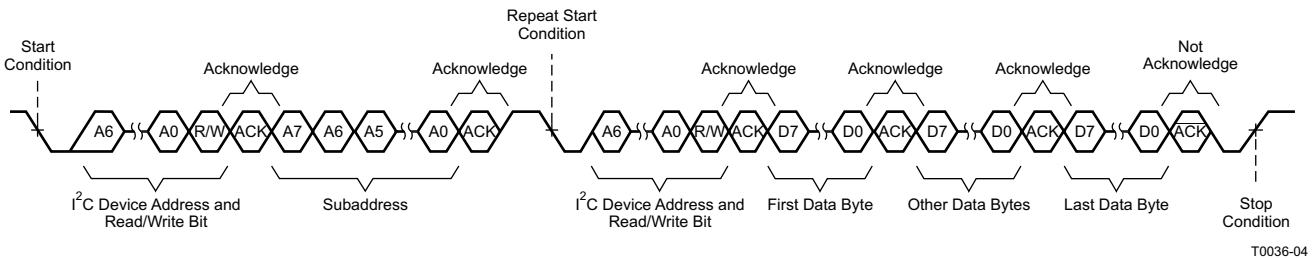 Repeat Start
Condition
Start
Condition
Not
Acknowledge
Acknowledge
Acknowledge
Acknowledge
Acknowledge
Acknowledge
A6 A0 R/W ACK A7 A6 A5 A0 ACK A6 A0 R/W ACK D7 D0 ACK D7 D0 ACK D7 D0 ACK
I²C Device Address and
Read/Write Bit
Subaddress
I²C Device Address and
Read/Write Bit
First Data Byte
Other Data Bytes
Last Data Byte
Stop
Condition
T0036-04